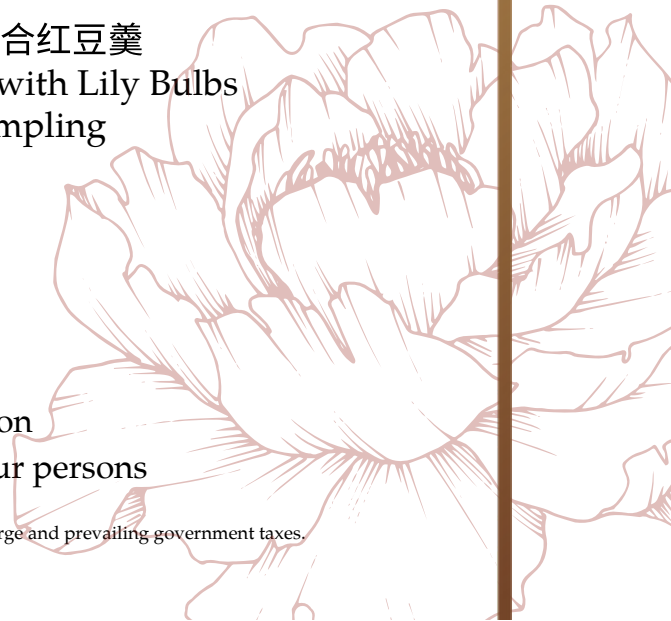 合红豆羹
with Lily Bulbs
mpling
on
ur persons
rge and prevailing government taxes.